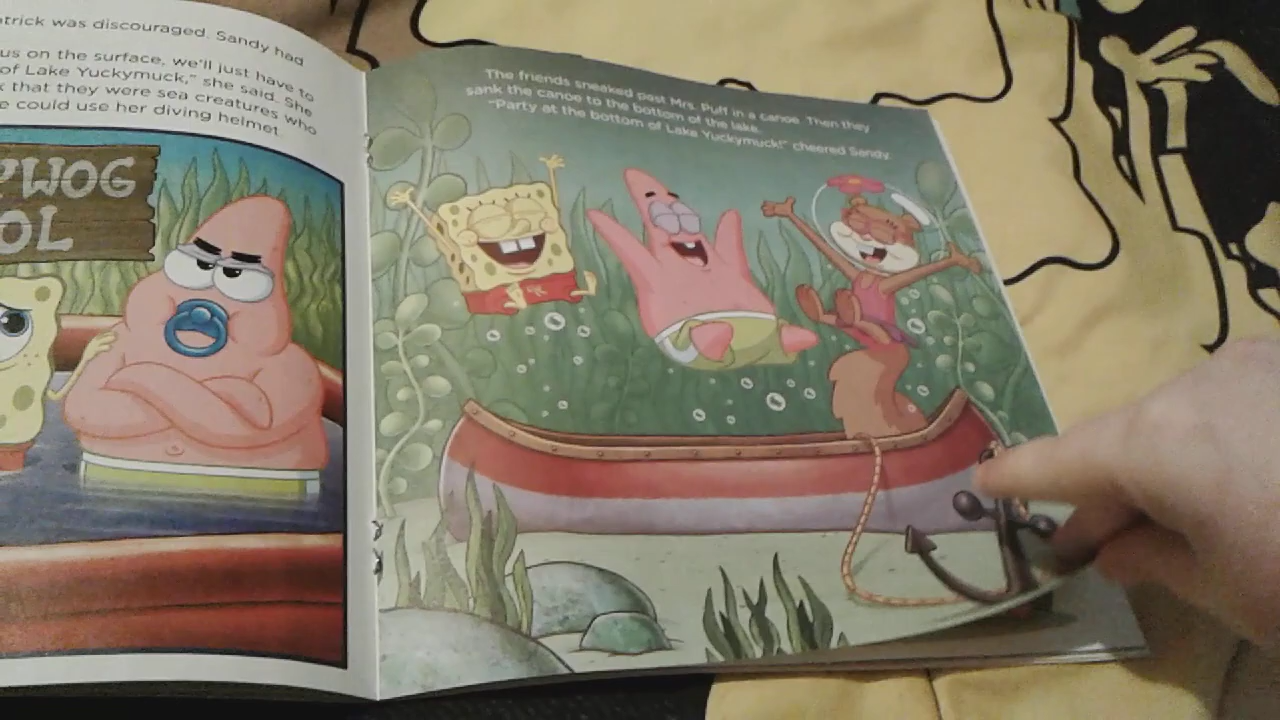 atrick was discouraged. Sandy had
us on the surface, we'll just have to
of Lake Yuckymuck," she said. She
k that they were sea creatures who
e could use her diving helmet.
YWOG
OL
The friends sneaked past Mrs. Puff in a canoe. Then they
sank the canoe to the bottom of the lake.
"Party at the bottom of Lake Yuckymuck!" cheered Sandy.